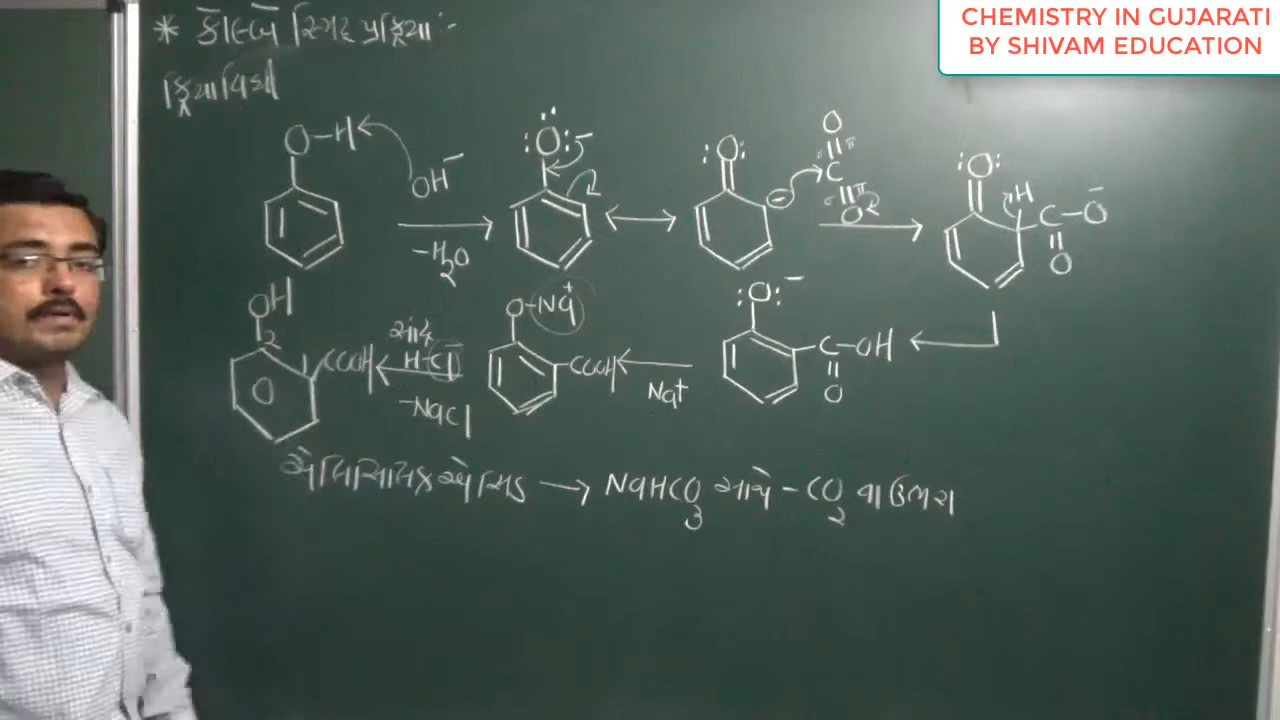 CHEMISTRY IN GUJARATI
BY SHIVAM EDUCATION
* કોલ્બે સ્મિટ પ્રક્રિયા :-
ક્રિયાવિધી
O-H
OH⁻
-H₂O
:Ö:⁻
:O:
O
C
O
:O:
H
C-O⁻
O
OH
COOH
સાંદ્ર
H-Cl
-NaCl
O-Na⁺
COOH
Na⁺
:O:⁻
C-OH
O
સેલિસિલિક એસિડ → NaHCO₃ સાથે - CO₂ વાયુ